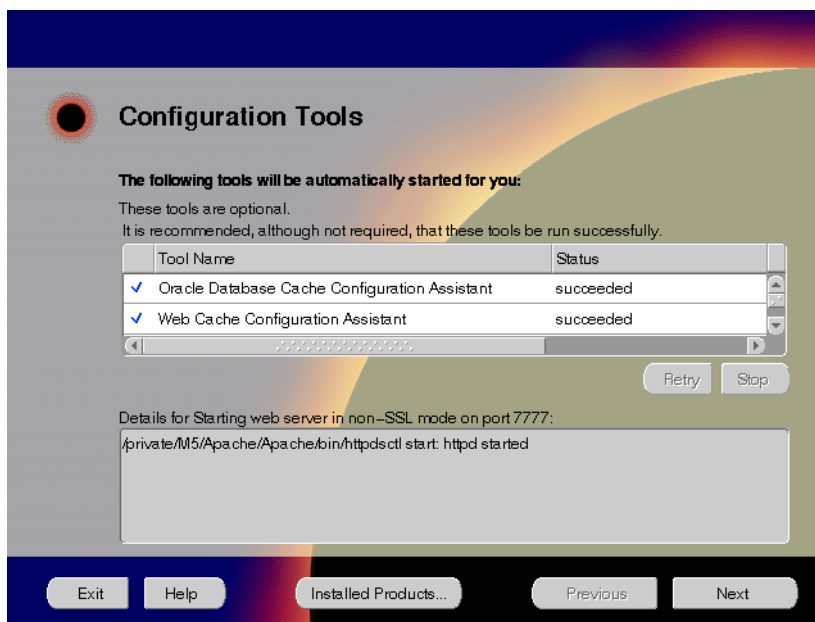 Configuration Tools
The following tools will be automatically started for you:
These tools are optional.
It is recommended, although not required, that these tools be run successfully.
Tool Name Status
Oracle Database Cache Configuration Assistant succeeded
Web Cache Configuration Assistant succeeded
Retry Stop
Details for Starting web server in non-SSL mode on port 7777:
/private/M5/Apache/Apache/bin/httpdsctl start: httpd started
Exit Help Installed Products... Previous Next